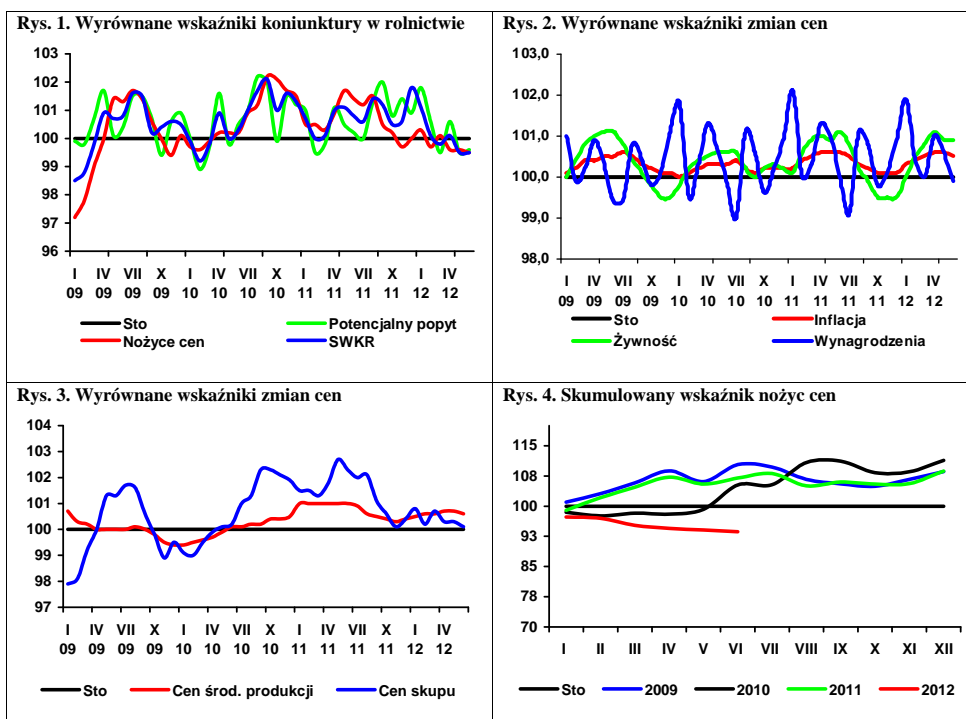 Rys. 1. Wyrównane wskaźniki koniunktury w rolnictwie
103
102
101
100
99
98
97
96
I IV VII X I IV VII X I IV VII X I IV
09 09 09 09 10 10 10 10 11 11 11 11 12 12
Sto Potencjalny popyt
Nożyce cen SWKR
Rys. 2. Wyrównane wskaźniki zmian cen
103,0
102,0
101,0
100,0
99,0
98,0
I IV VII X I IV VII X I IV VII X I IV
09 09 09 09 10 10 10 10 11 11 11 11 12 12
Sto Inflacja
Żywność Wynagrodzenia
Rys. 3. Wyrównane wskaźniki zmian cen
104
103
102
101
100
99
98
97
I IV VII X I IV VII X I IV VII X I IV
09 09 09 09 10 10 10 10 11 11 11 11 12 12
Sto Cen środ. produkcji Cen skupu
Rys. 4. Skumulowany wskaźnik nożyc cen
115
108
100
93
85
78
70
I II III IV V VI VII VIII IX X XI XII
Sto 2009 2010 2011 2012